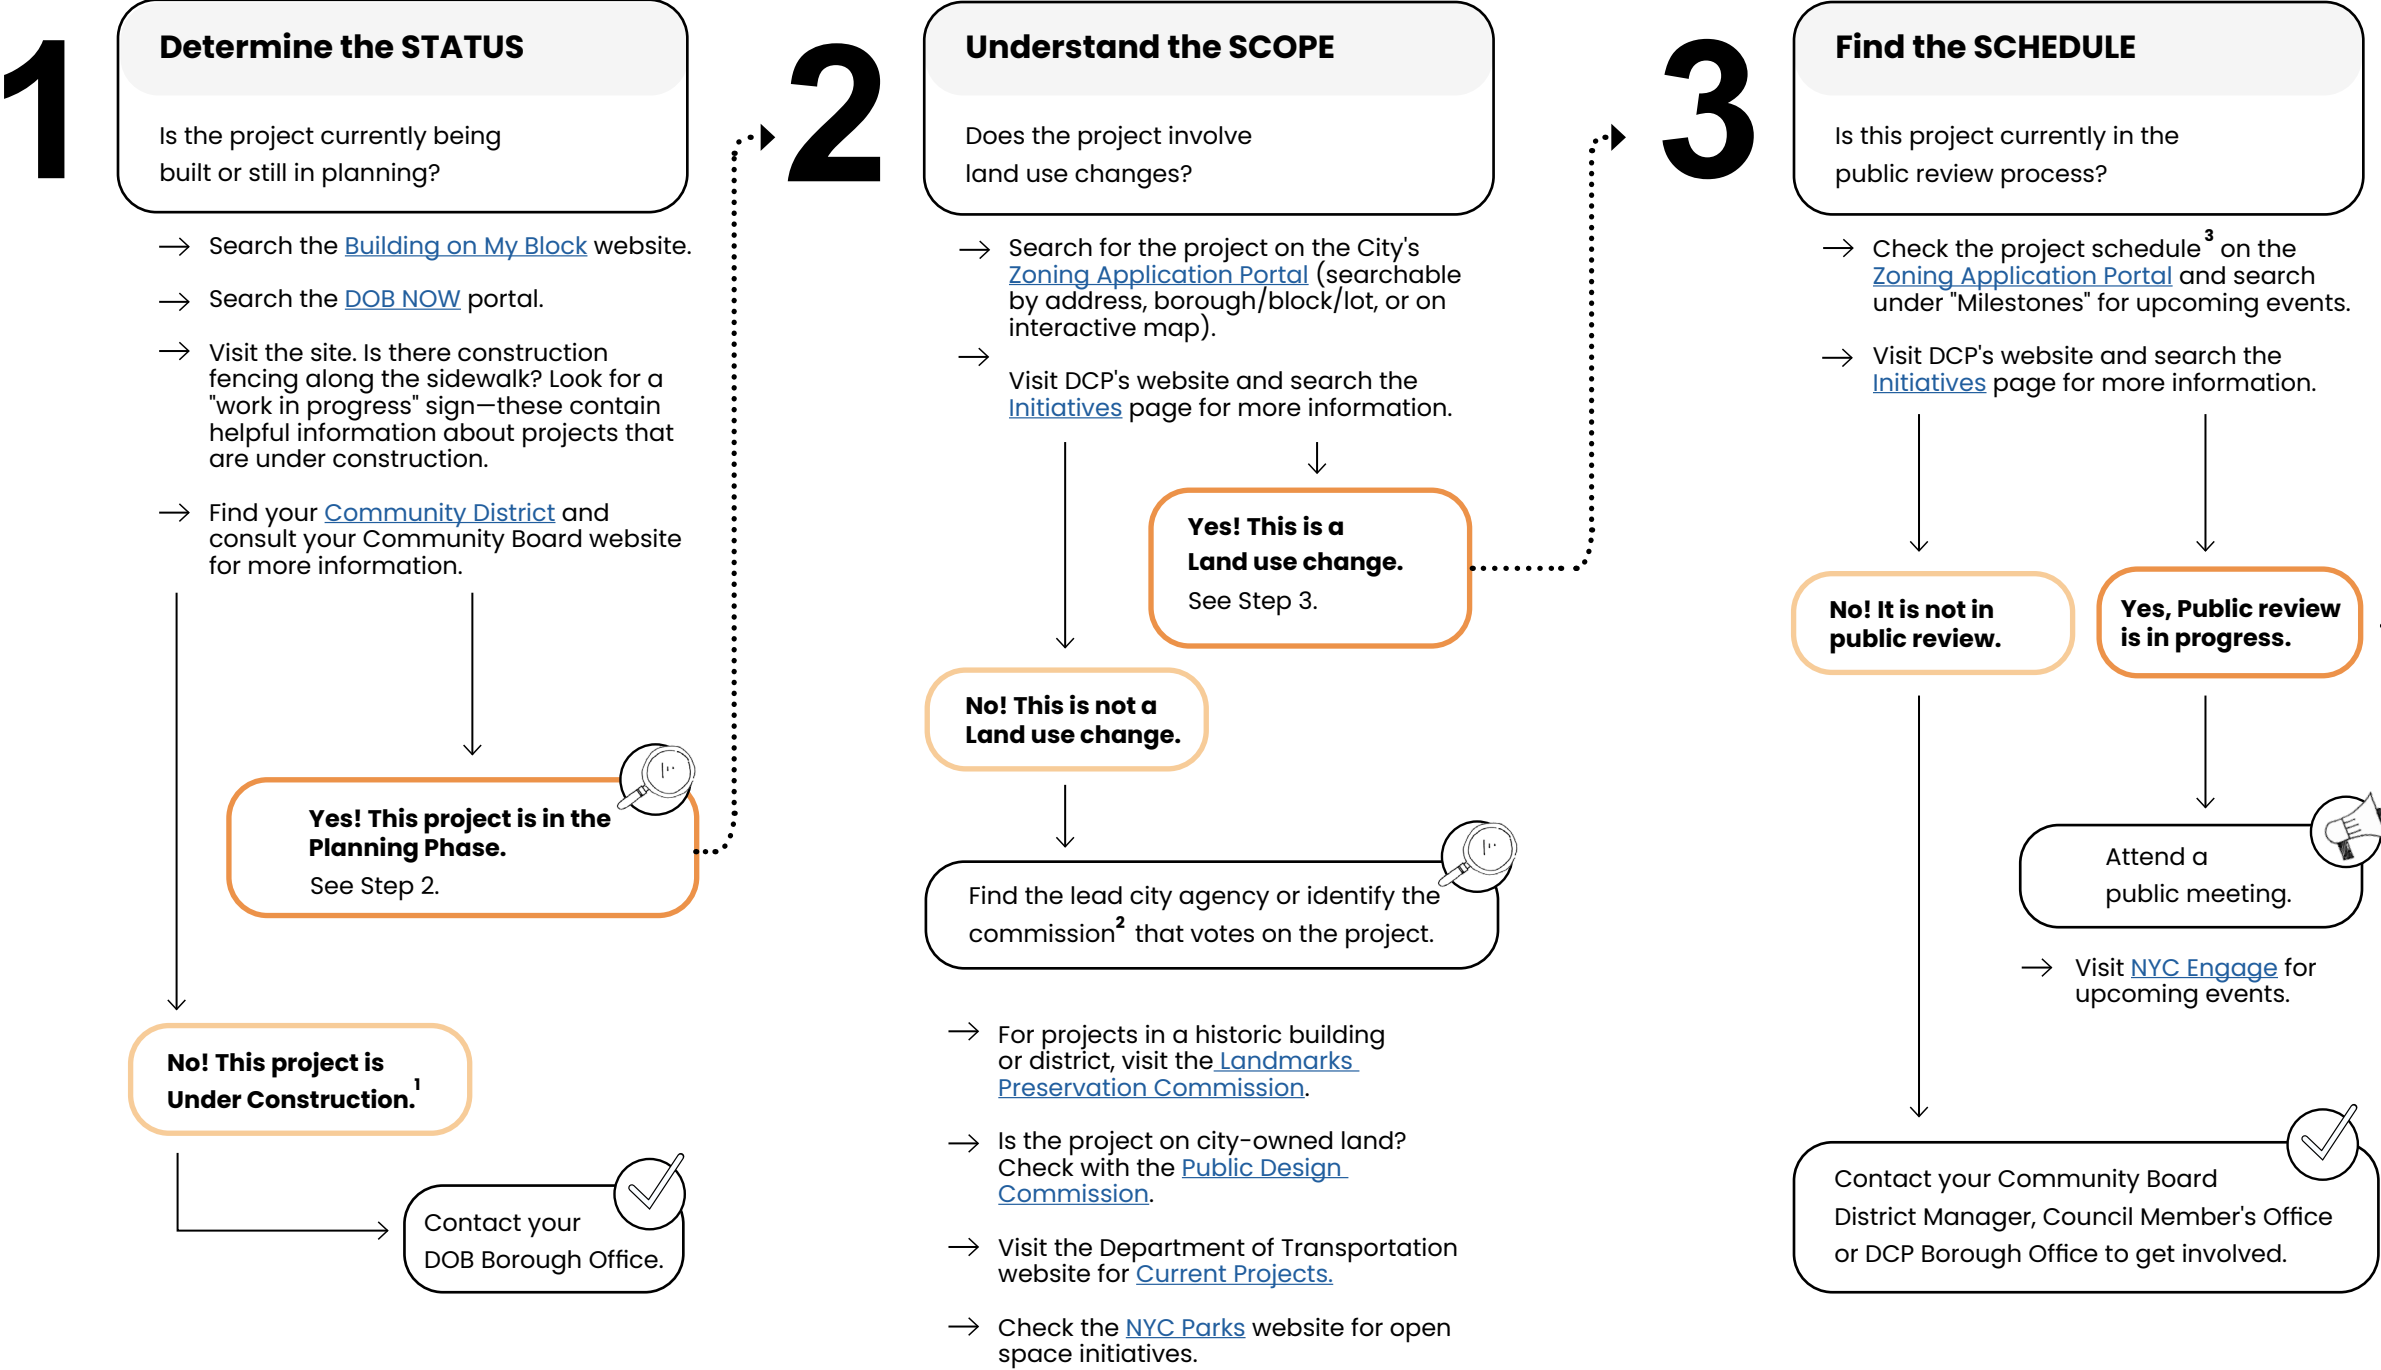 1
Determine the STATUS
Is the project currently being
built or still in planning?
Search the Building on My Block website.
Search the DOB NOW portal.
Visit the site. Is there construction
fencing along the sidewalk? Look for a
"work in progress" sign—these contain
helpful information about projects that
are under construction.
Find your Community District and
consult your Community Board website
for more information.
Yes! This project is in the
Planning Phase.
See Step 2.
No! This project is
Under Construction.1
Contact your
DOB Borough Office.
2
Understand the SCOPE
Does the project involve
land use changes?
Search for the project on the City's
Zoning Application Portal (searchable
by address, borough/block/lot, or on
interactive map).
Visit DCP's website and search the
Initiatives page for more information.
Yes! This is a
Land use change.
See Step 3.
No! This is not a
Land use change.
Find the lead city agency or identify the
commission2 that votes on the project.
For projects in a historic building
or district, visit the Landmarks
Preservation Commission.
Is the project on city-owned land?
Check with the Public Design
Commission.
Visit the Department of Transportation
website for Current Projects.
Check the NYC Parks website for open
space initiatives.
3
Find the SCHEDULE
Is this project currently in the
public review process?
Check the project schedule3 on the
Zoning Application Portal and search
under "Milestones" for upcoming events.
Visit DCP's website and search the
Initiatives page for more information.
No! It is not in
public review.
Yes, Public review
is in progress.
Attend a
public meeting.
Visit NYC Engage for
upcoming events.
Contact your Community Board
District Manager, Council Member's Office
or DCP Borough Office to get involved.